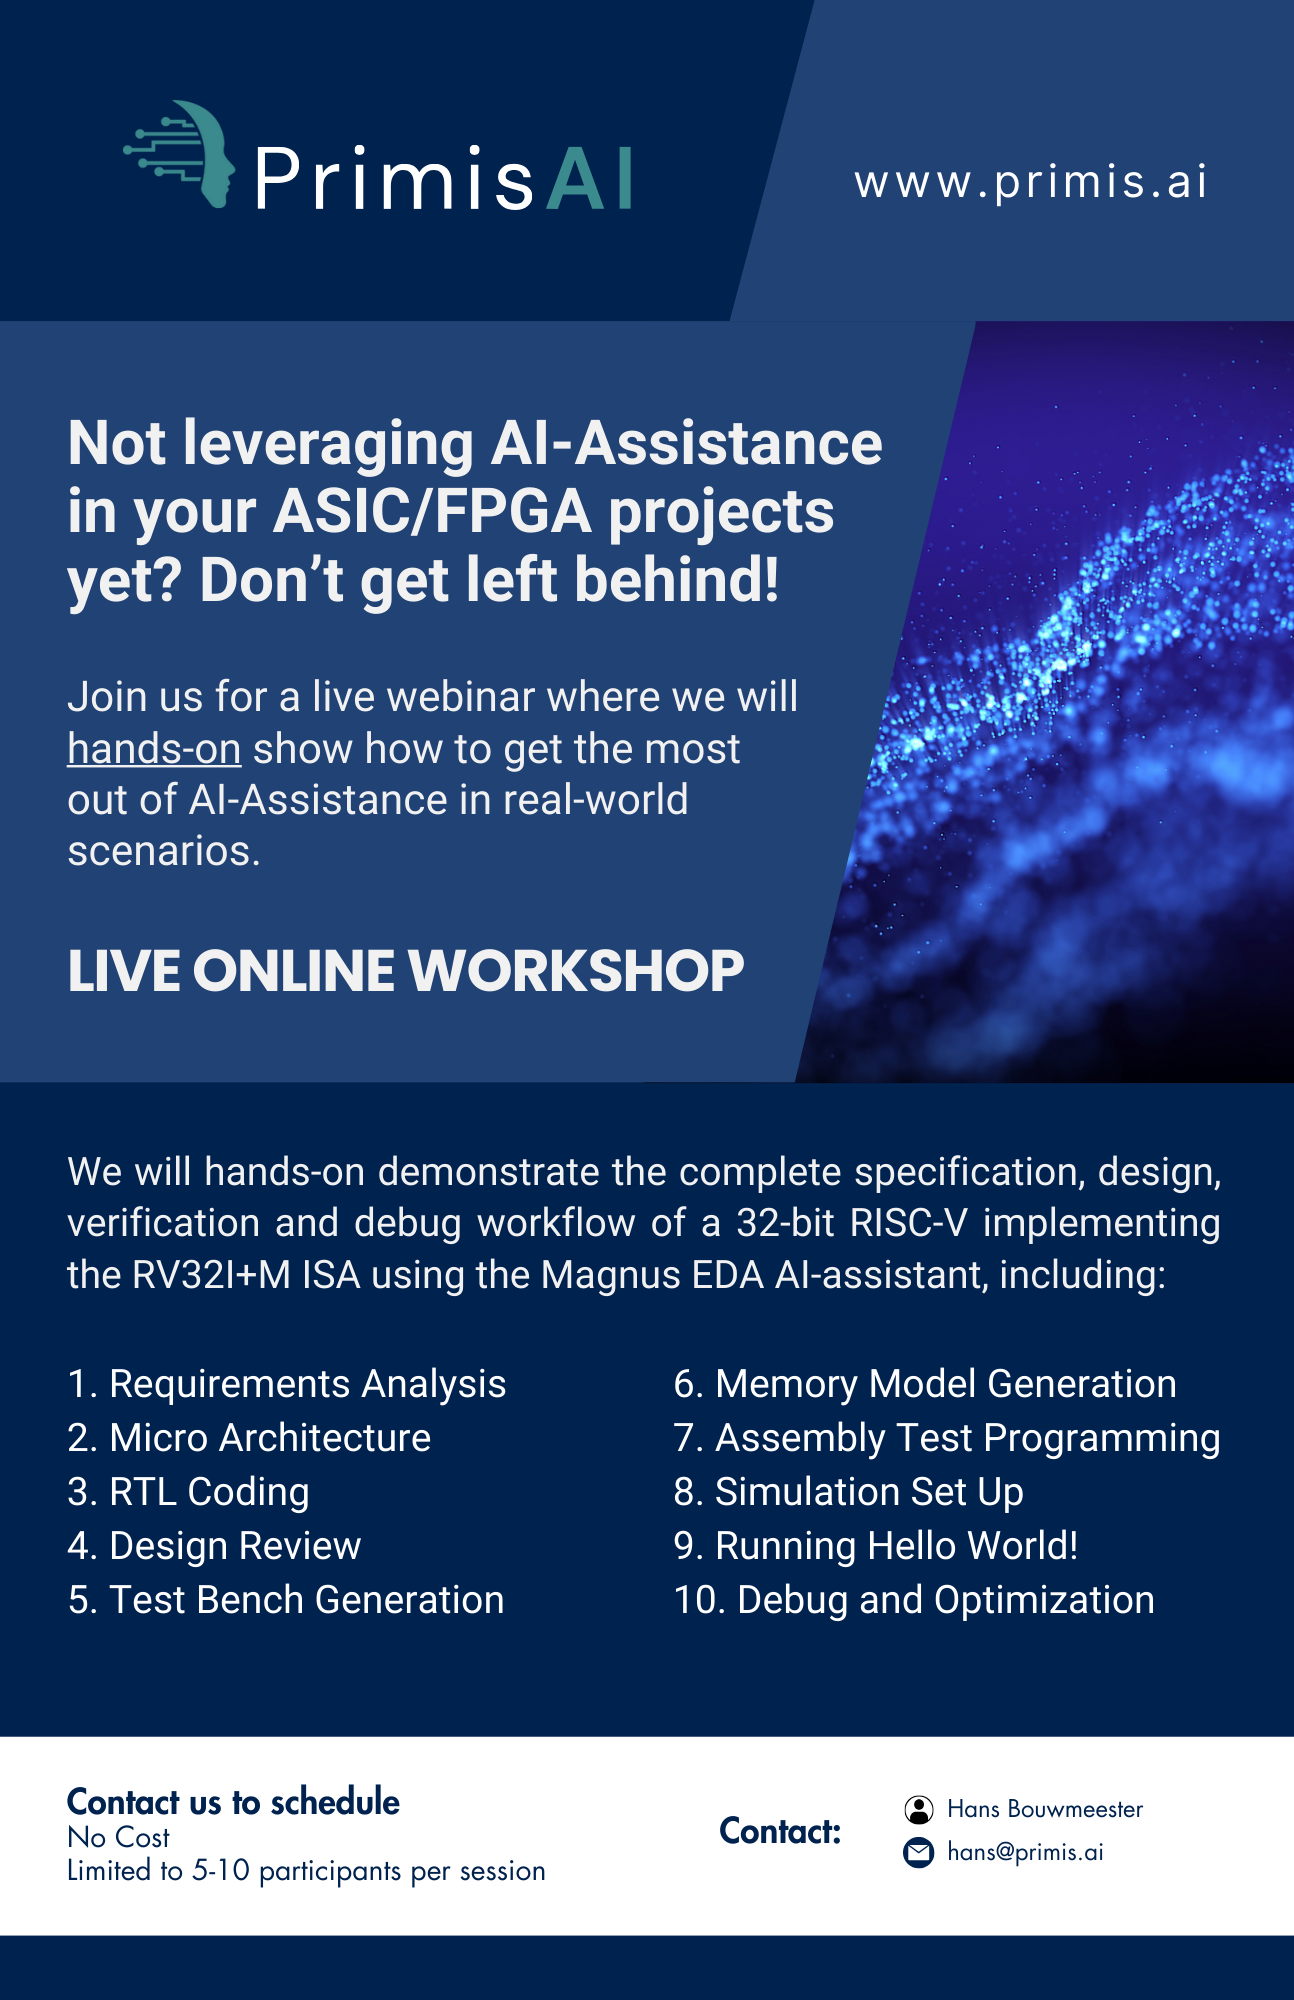 PrimisAI
www.primis.ai
Not leveraging AI-Assistance
in your ASIC/FPGA projects
yet? Don’t get left behind!
Join us for a live webinar where we will
hands-on show how to get the most
out of AI-Assistance in real-world
scenarios.
LIVE ONLINE WORKSHOP
We will hands-on demonstrate the complete specification, design,
verification and debug workflow of a 32-bit RISC-V implementing
the RV32I+M ISA using the Magnus EDA AI-assistant, including:
1. Requirements Analysis
2. Micro Architecture
3. RTL Coding
4. Design Review
5. Test Bench Generation
6. Memory Model Generation
7. Assembly Test Programming
8. Simulation Set Up
9. Running Hello World!
10. Debug and Optimization
Contact us to schedule
No Cost
Limited to 5-10 participants per session
Contact:
Hans Bouwmeester
hans@primis.ai